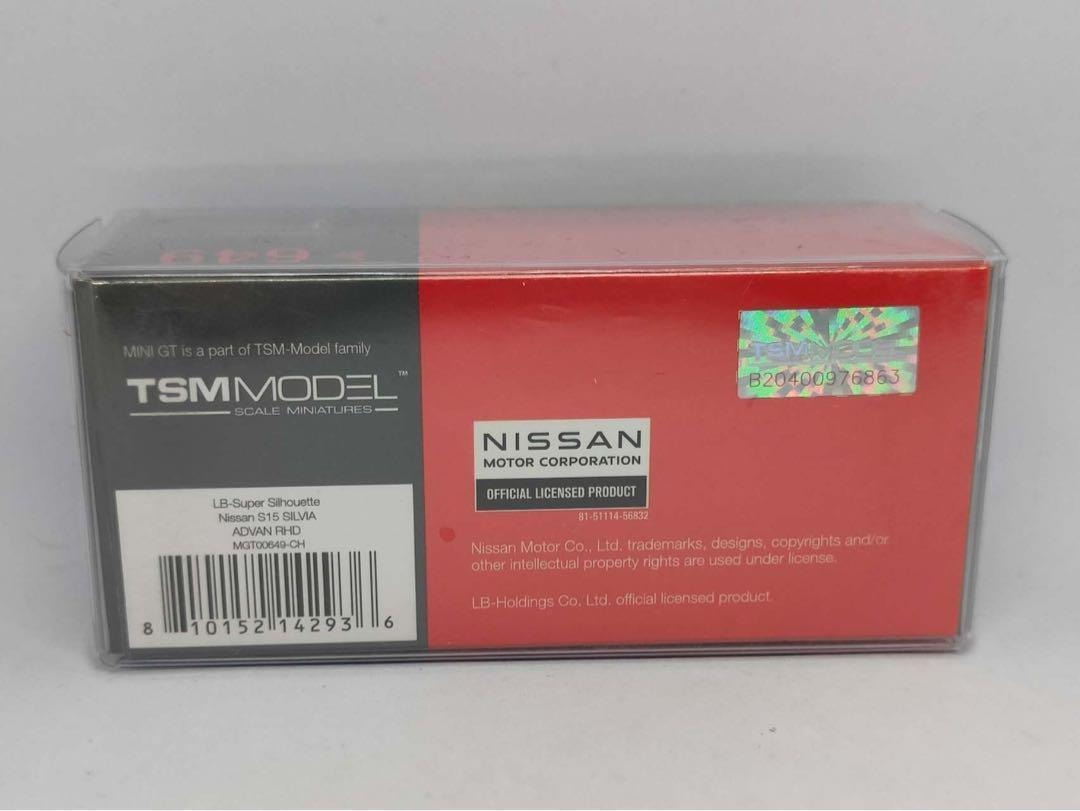 649
MINI GT is a part of TSM-Model family
TSMMODEL™
SCALE MINIATURES
TSMMODEL
B20400976863
NISSAN
MOTOR CORPORATION
OFFICIAL LICENSED PRODUCT
81-51114-56832
LB-Super Silhouette
Nissan S15 SILVIA
ADVAN RHD
MGT00649-CH
8 10152 14293 6
Nissan Motor Co., Ltd. trademarks, designs, copyrights and/or
other intellectual property rights are used under license.
LB-Holdings Co. Ltd. official licensed product.